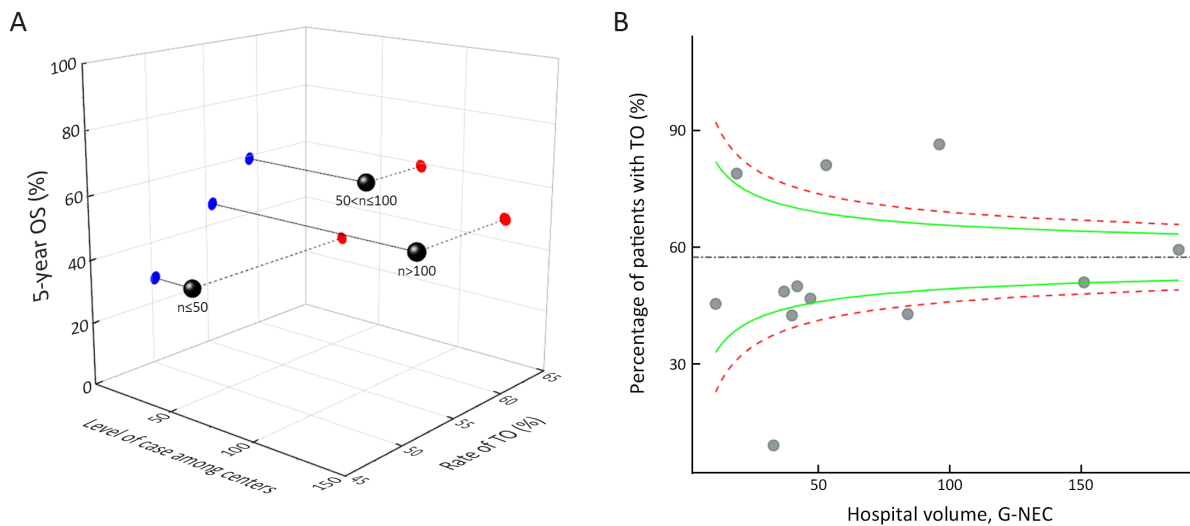 A
5-year OS (%)
100
80
60
40
20
0
50<n≤100
n>100
n≤50
50
100
150
Level of case among centers
45
50
55
60
65
Rate of TO (%)
B
Percentage of patients with TO (%)
90
60
30
50
100
150
Hospital volume, G-NEC